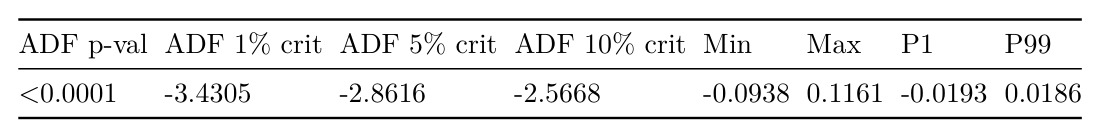 ADF p-val ADF 1% crit ADF 5% crit ADF 10% crit Min Max P1 P99
<0.0001 -3.4305 -2.8616 -2.5668 -0.0938 0.1161 -0.0193 0.0186